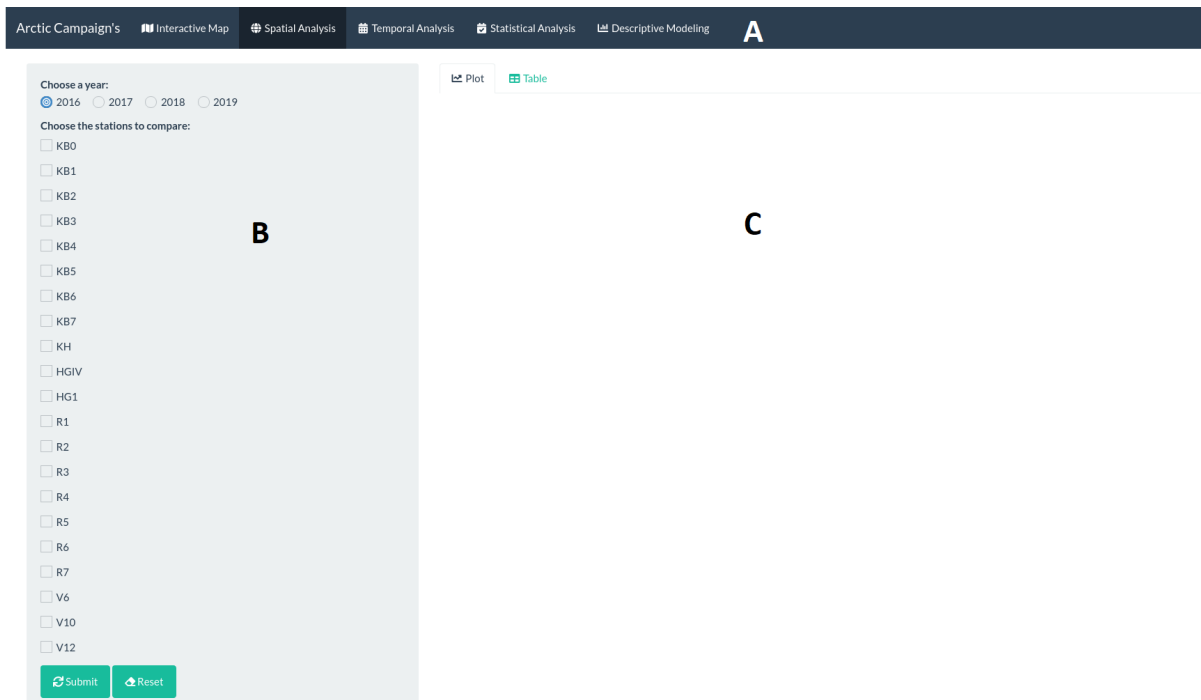 Arctic Campaign's Interactive Map Spatial Analysis Temporal Analysis Statistical Analysis Descriptive Modeling A
Choose a year:
2016 2017 2018 2019
Choose the stations to compare:
KB0
KB1
KB2
KB3
KB4
KB5
KB6
KB7
KH
HGIV
HG1
R1
R2
R3
R4
R5
R6
R7
V6
V10
V12
Submit Reset
B
Plot Table
C